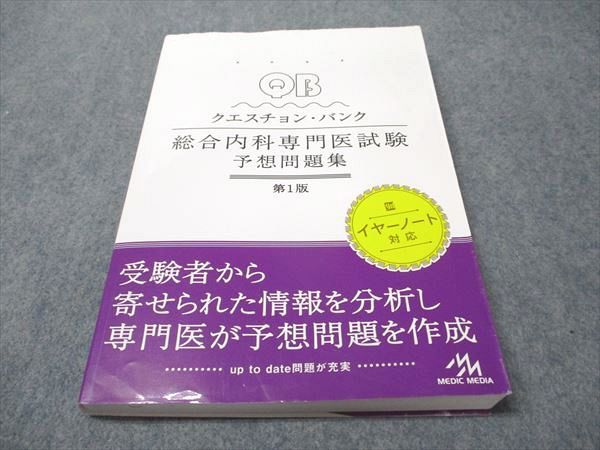 QB
クエスチョン・バンク
総合内科専門医試験
予想問題集
第1版
イヤーノート
対応
受験者から
寄せられた情報を分析し
専門医が予想問題を作成
up to date問題が充実
MEDIC MEDIA